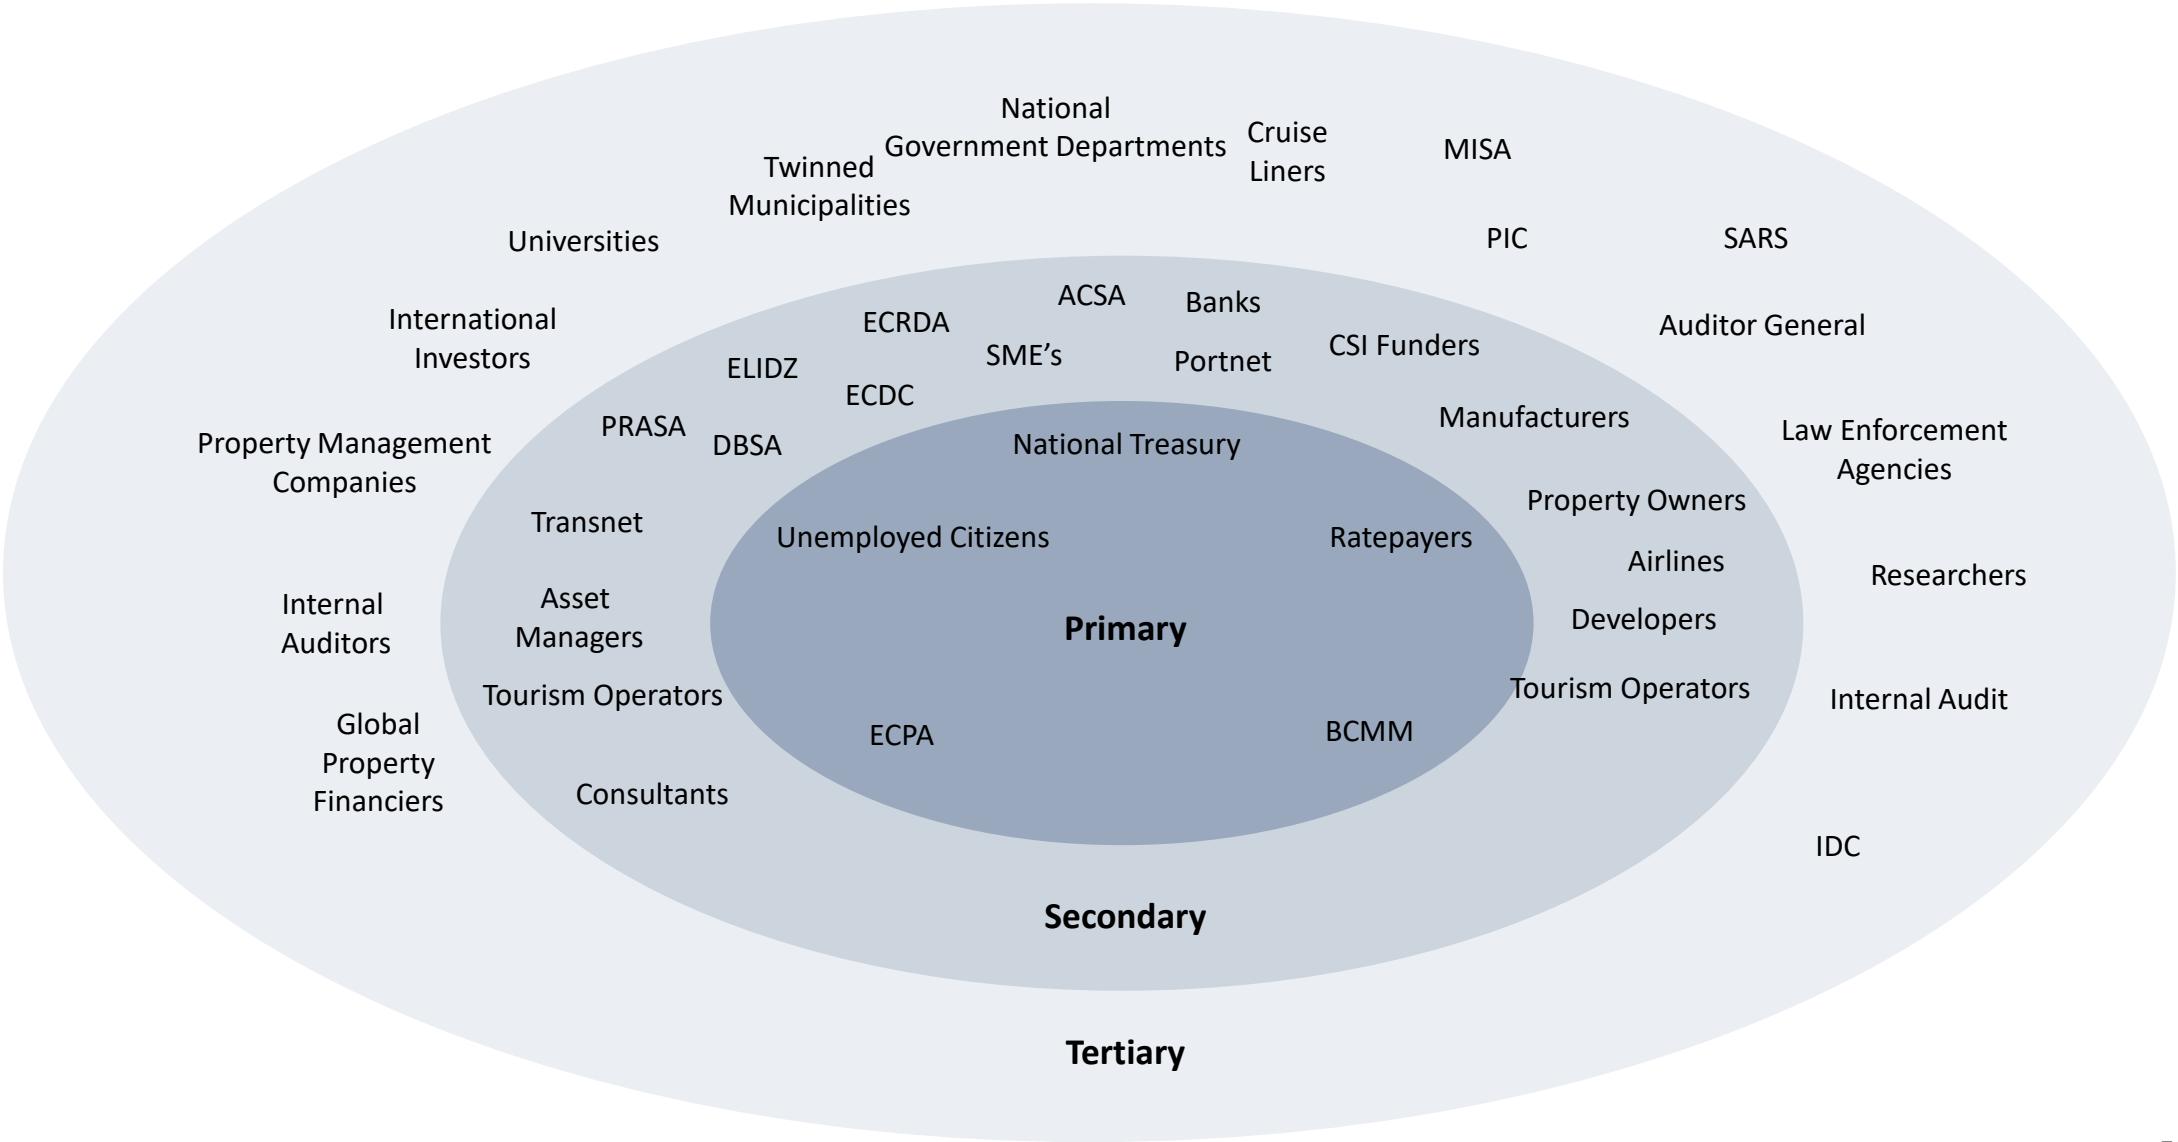 National
Government Departments
Cruise
Liners
MISA
Twinned
Municipalities
Universities
PIC
SARS
International
Investors
Auditor General
Property Management
Companies
Law Enforcement
Agencies
Internal
Auditors
Researchers
Global
Property
Financiers
Internal Audit
IDC
ACSA
Banks
ECRDA
SME’s
Portnet
CSI Funders
ELIDZ
ECDC
PRASA
DBSA
Manufacturers
Transnet
Property Owners
Airlines
Asset
Managers
Developers
Tourism Operators
Tourism Operators
Consultants
National Treasury
Unemployed Citizens
Ratepayers
Primary
ECPA
BCMM
Secondary
Tertiary